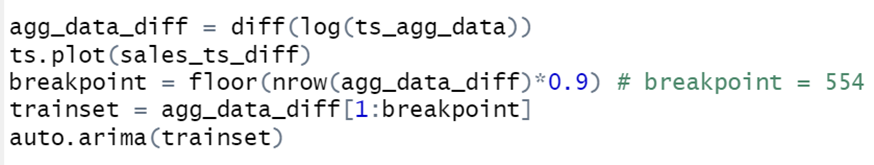 agg_data_diff = diff(log(ts_agg_data))
ts.plot(sales_ts_diff)
breakpoint = floor(nrow(agg_data_diff)*0.9) # breakpoint = 554
trainset = agg_data_diff[1:breakpoint]
auto.arima(trainset)